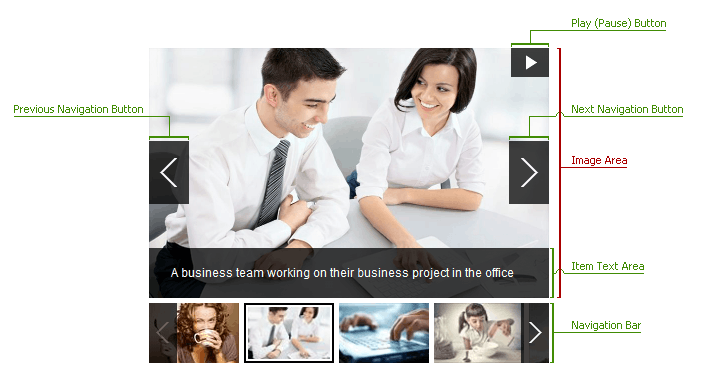 Play (Pause) Button
Previous Navigation Button
Next Navigation Button
Image Area
Item Text Area
A business team working on their business project in the office
Navigation Bar